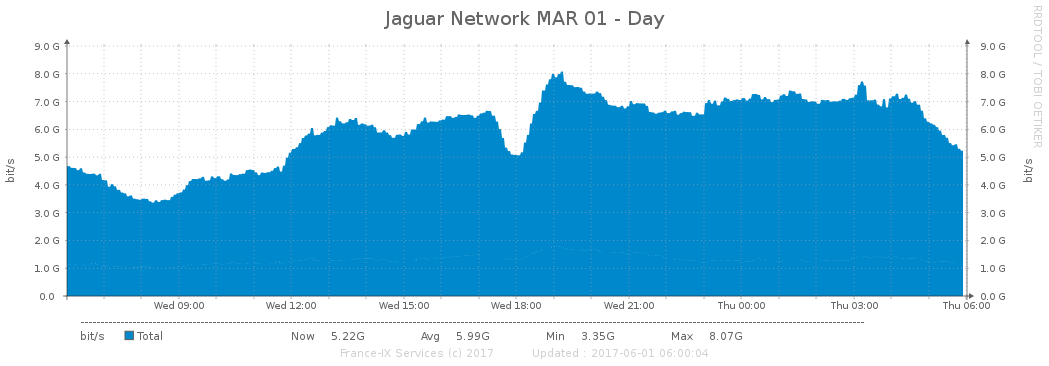 Jaguar Network MAR 01 - Day
RRDTOOL / TOBI OETIKER
9.0 G 9.0 G
8.0 G 8.0 G
7.0 G 7.0 G
6.0 G 6.0 G
5.0 G 5.0 G
4.0 G 4.0 G
3.0 G 3.0 G
2.0 G 2.0 G
1.0 G 1.0 G
0.0 0.0 G
bit/s bit/s
Wed 09:00 Wed 12:00 Wed 15:00 Wed 18:00 Wed 21:00 Thu 00:00 Thu 03:00 Thu 06:00
bit/s Total Now 5.22G Avg 5.99G Min 3.35G Max 8.07G
France-IX Services (c) 2017 Updated : 2017-06-01 06:00:04